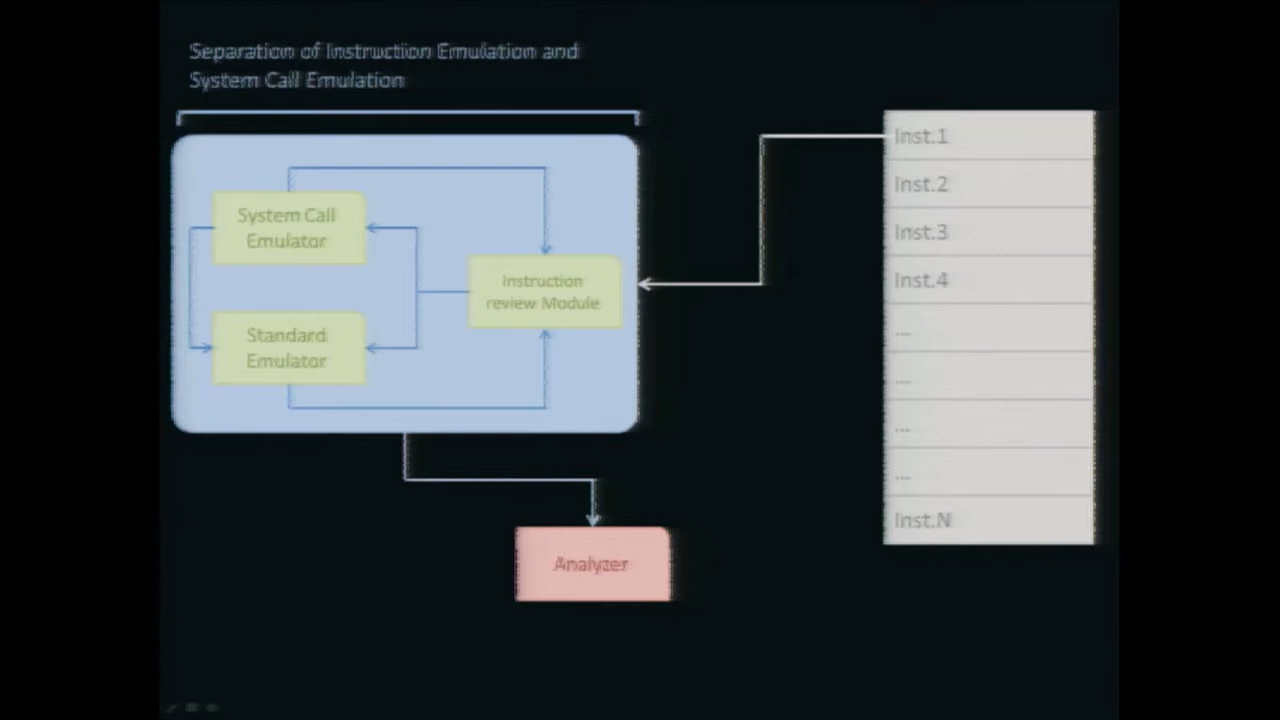 Separation of Instruction Emulation and
System Call Emulation
System Call
Emulator
Instruction
review Module
Standard
Emulator
Analyzer
Inst.1
Inst.2
Inst.3
Inst.4
...
...
...
...
Inst.N